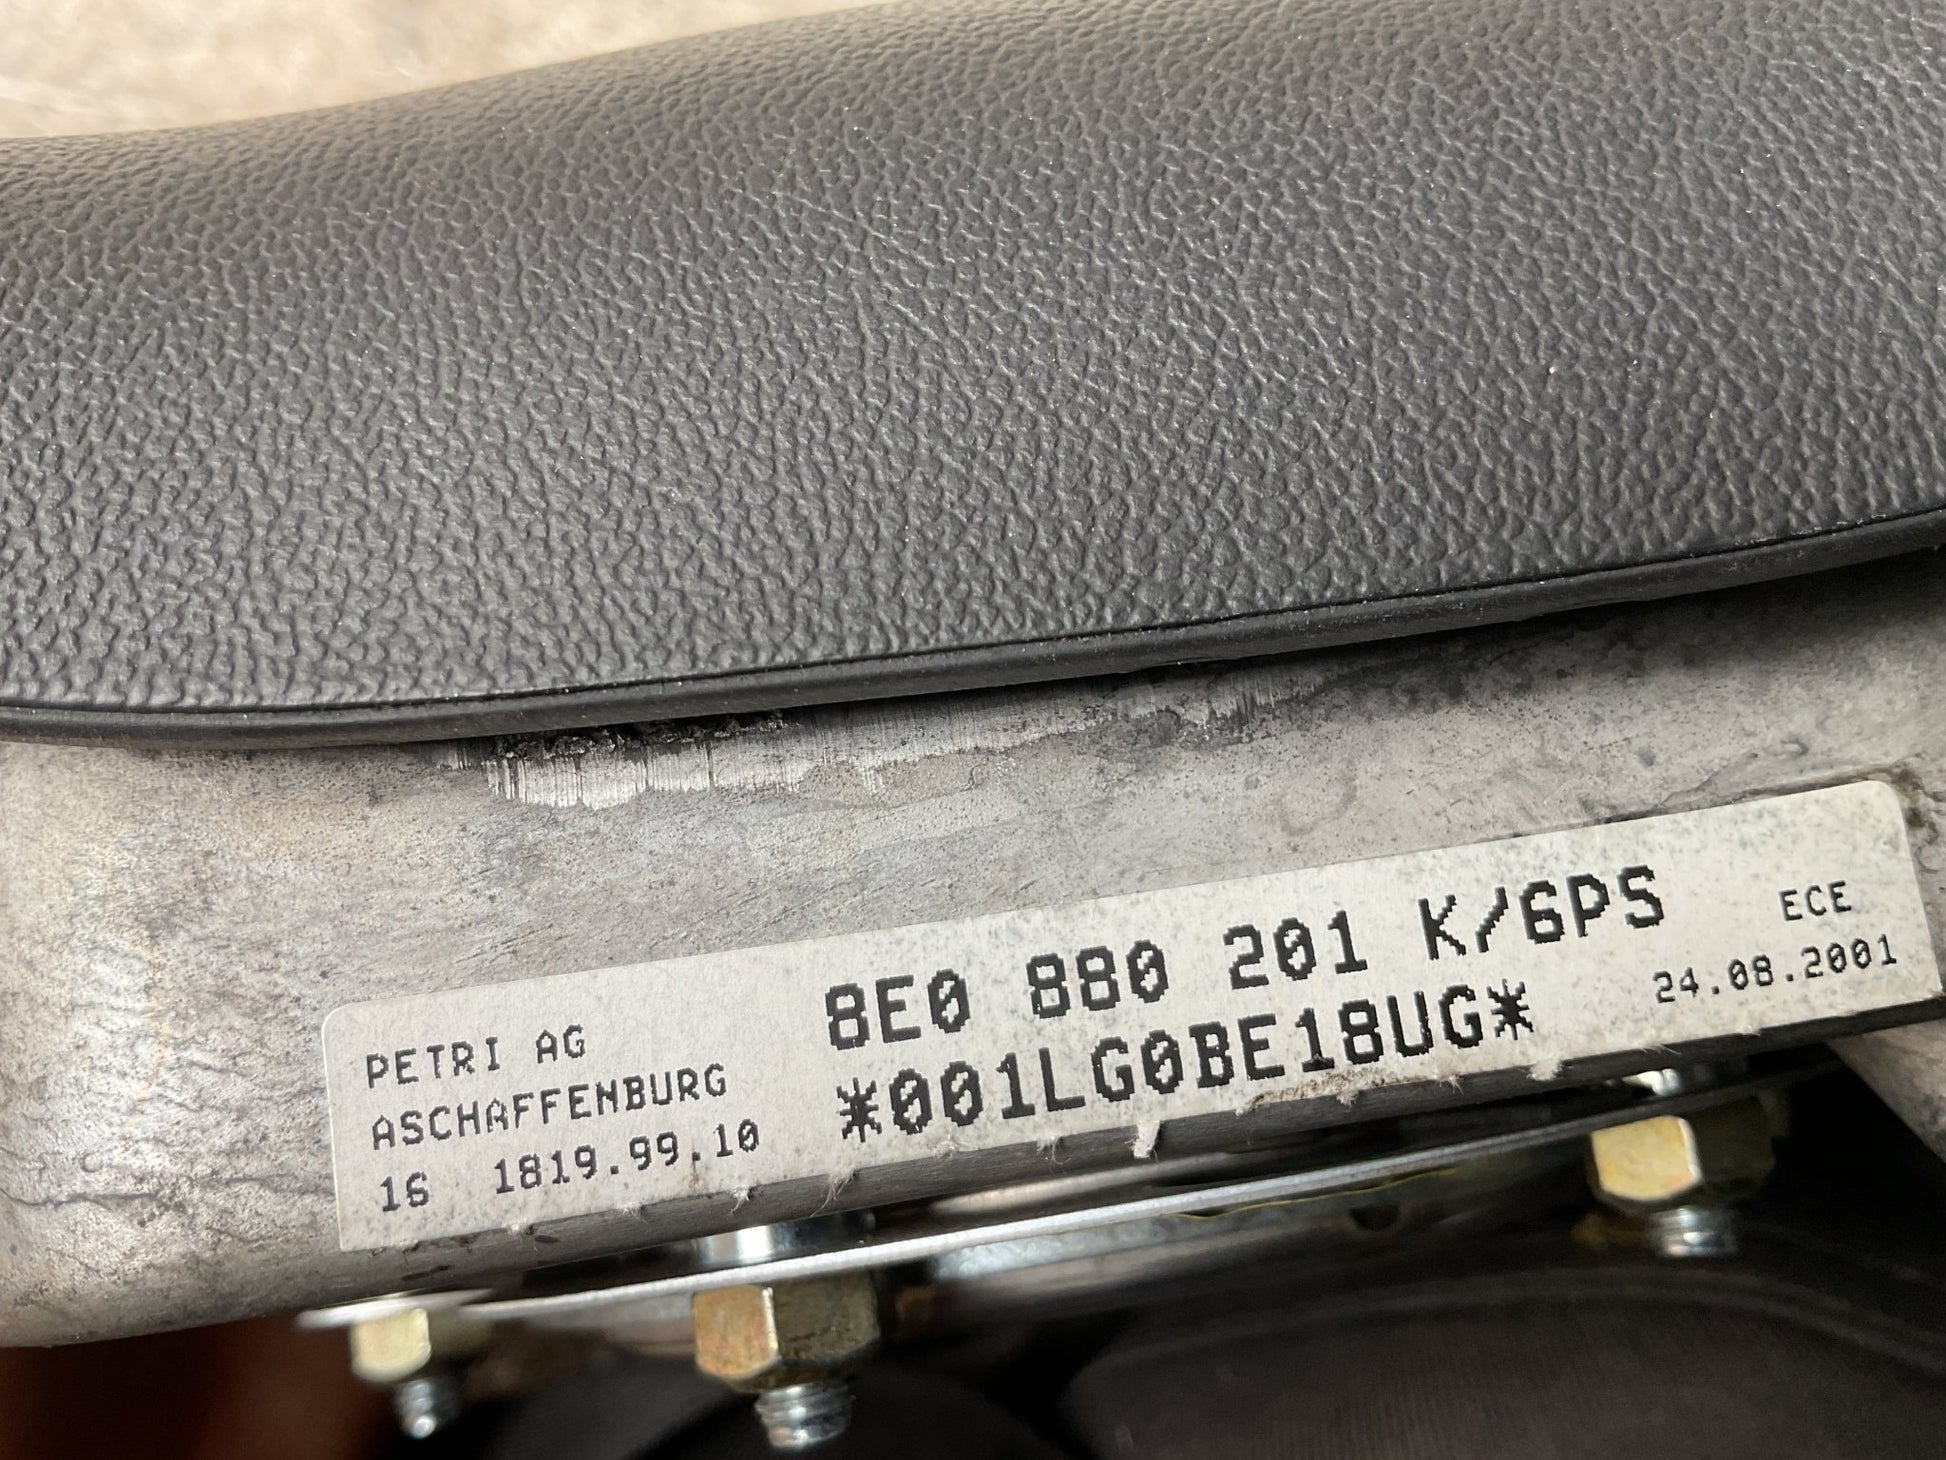 PETRI AG
ASCHAFFENBURG
16 1819.99.10
8E0 880 201 K/6PS
*001LG0BE18UG*
ECE
24.08.2001